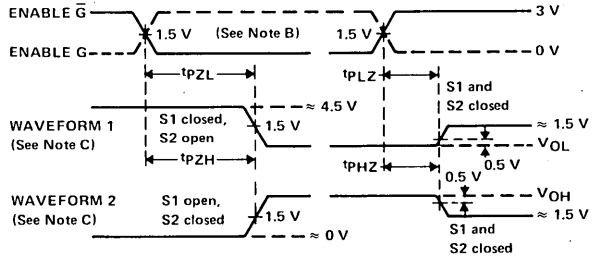 ENABLE G̅
3 V
1.5 V
(See Note B)
1.5 V
ENABLE G
0 V
tPZL
tPLZ
S1 and
S2 closed
≈ 4.5 V
WAVEFORM 1
(See Note C)
S1 closed,
S2 open
1.5 V
≈ 1.5 V
VOL
0.5 V
tPZH
tPHZ
0.5 V
WAVEFORM 2
(See Note C)
S1 open,
S2 closed
1.5 V
VOH
≈ 1.5 V
≈ 0 V
S1 and
S2 closed